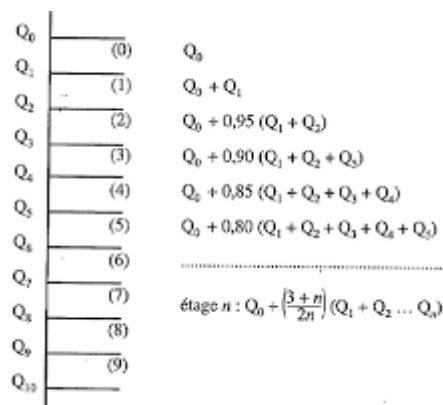 Q₀
(0) Q₀
Q₁
(1) Q₀ + Q₁
Q₂
(2) Q₀ + 0,95 (Q₁ + Q₂)
Q₃
(3) Q₀ + 0,90 (Q₁ + Q₂ + Q₃)
Q₄
(4) Q₀ + 0,85 (Q₁ + Q₂ + Q₃ + Q₄)
Q₅
(5) Q₀ + 0,80 (Q₁ + Q₂ + Q₃ + Q₄ + Q₅)
Q₆
(6) ........................................
Q₇
(7) étage n : Q₀ + ((3 + n)/2n) (Q₁ + Q₂ ... Qₙ)
Q₈
(8)
Q₉
(9)
Q₁₀